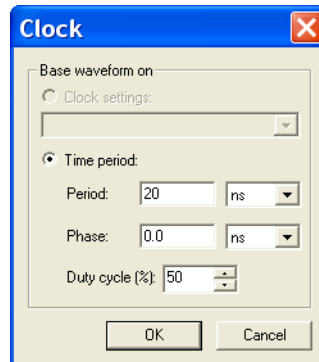 Clock
Base waveform on
Clock settings:
Time period:
Period: 20 ns
Phase: 0.0 ns
Duty cycle (%): 50
OK Cancel